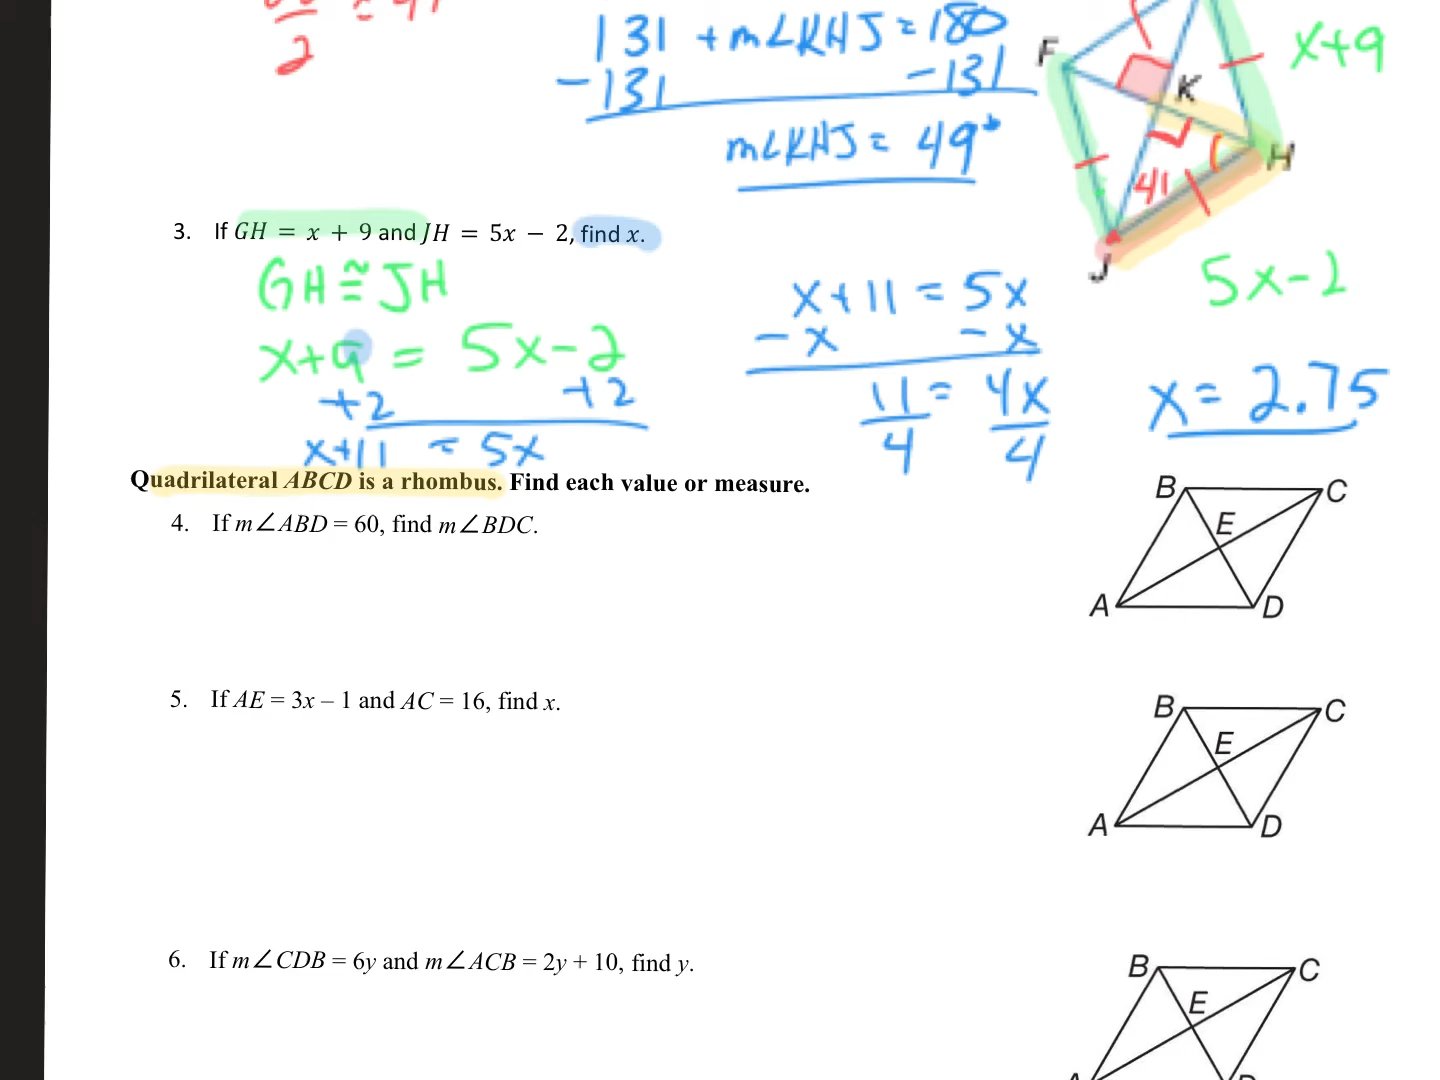 2
131 + m∠KHJ = 180
-131 -131
m∠KHJ = 49°
F
K
H
J
41
x+9
3. If GH = x + 9 and JH = 5x − 2, find x.
GH ≅ JH
x+9 = 5x-2
+2 +2
x+11 = 5x
x+11 = 5x
-x -x
11 = 4x
4 4
x = 2.75
5x-2
Quadrilateral ABCD is a rhombus. Find each value or measure.
4. If m∠ABD = 60, find m∠BDC.
B C
E
A D
5. If AE = 3x – 1 and AC = 16, find x.
B C
E
A D
6. If m∠CDB = 6y and m∠ACB = 2y + 10, find y.
B C
E